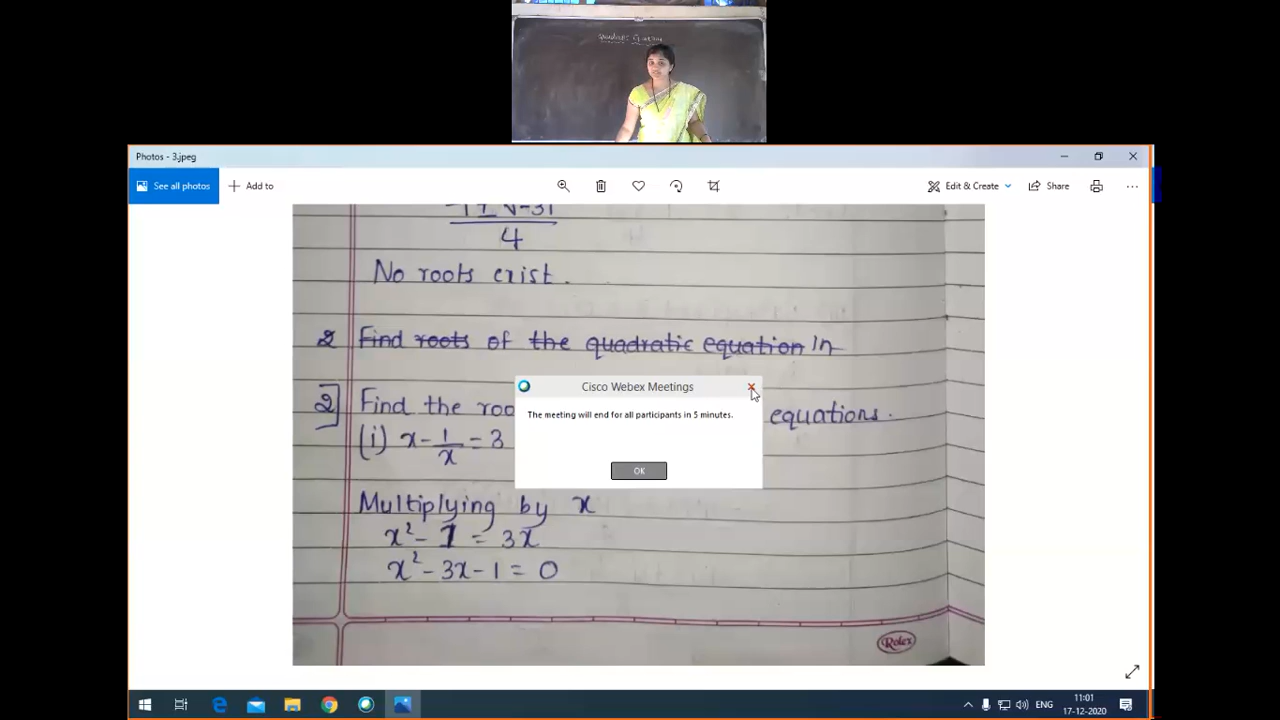 Photos - 3.jpeg
See all photos
Add to
Edit & Create
Share
4
No roots exist.
2 Find roots of the quadratic equation in
Cisco Webex Meetings
The meeting will end for all participants in 5 minutes.
OK
2] Find the roo equations.
(i) x - 1/x = 3
Multiplying by x
x² - 1 = 3x
x² - 3x - 1 = 0
Rolex
ENG
11:01
17-12-2020